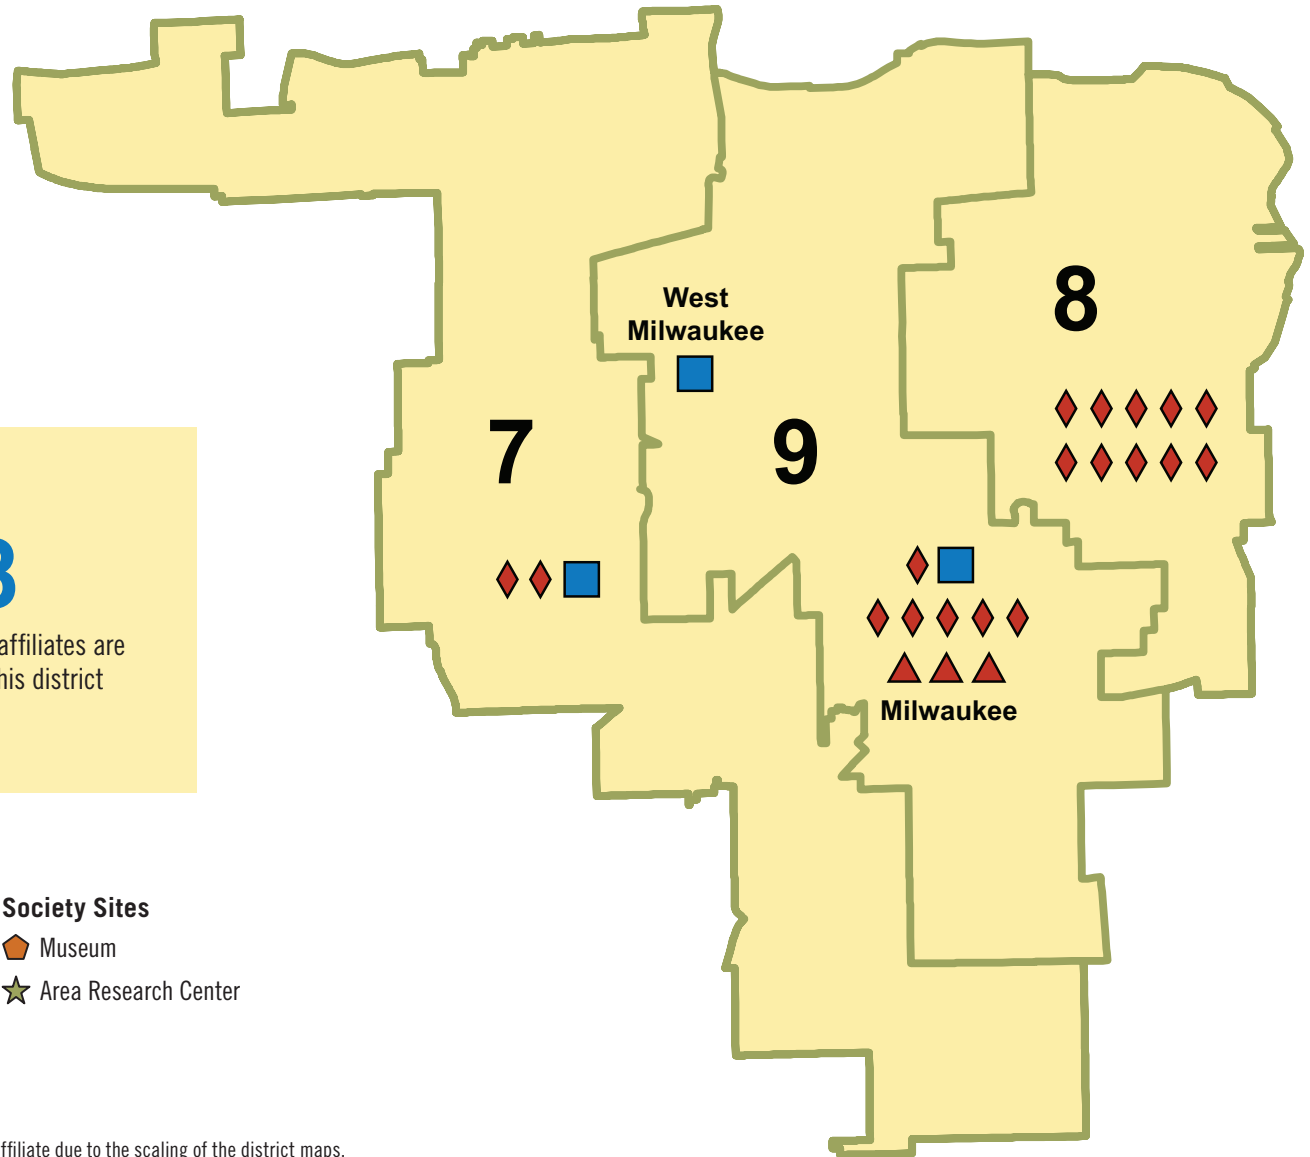 West
Milwaukee
8
7
9
affiliates are
his district
Milwaukee
Society Sites
Museum
Area Research Center
ffiliate due to the scaling of the district maps.